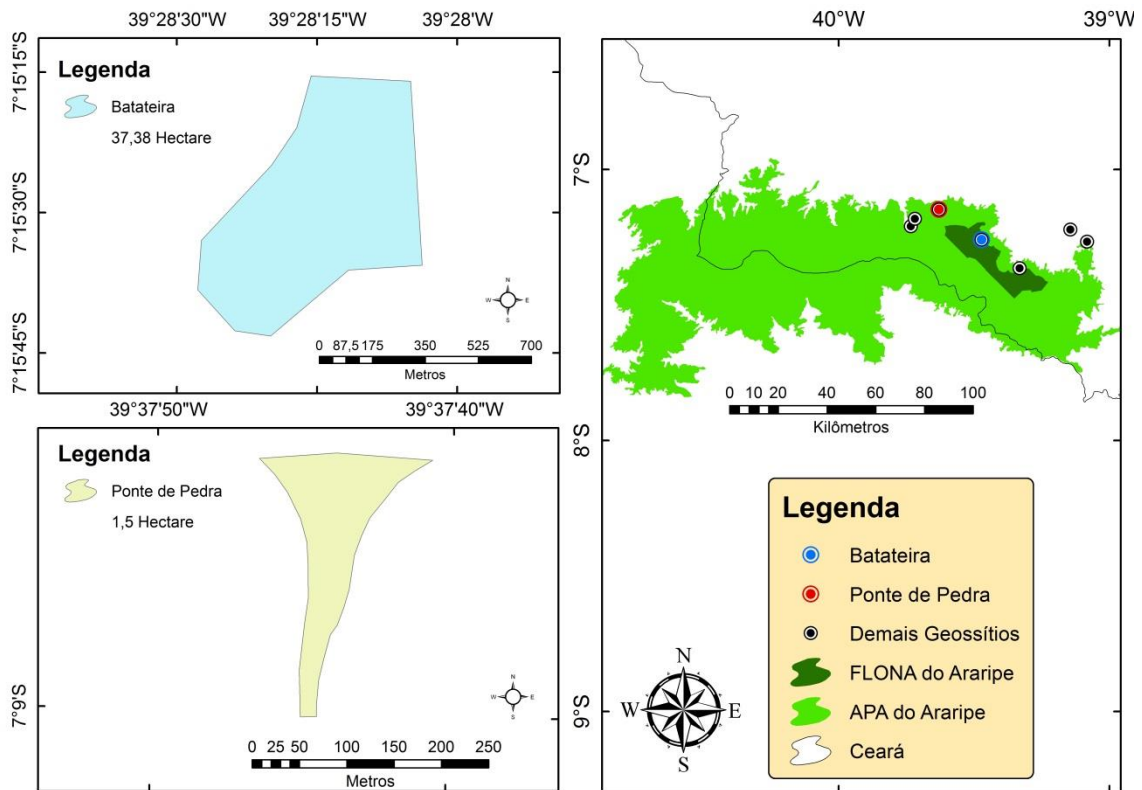 39°28'30"W 39°28'15"W 39°28'W
7°15'15"S
7°15'30"S
7°15'45"S
Legenda
Batateira
37,38 Hectare
N
W E
S
0 87,5 175 350 525 700
Metros
39°37'50"W 39°37'40"W
7°9'S
Legenda
Ponte de Pedra
1,5 Hectare
N
W E
S
0 25 50 100 150 200 250
Metros
40°W 39°W
7°S
8°S
9°S
0 10 20 40 60 80 100
Kilômetros
N
W E
S
Legenda
Batateira
Ponte de Pedra
Demais Geossítios
FLONA do Araripe
APA do Araripe
Ceará